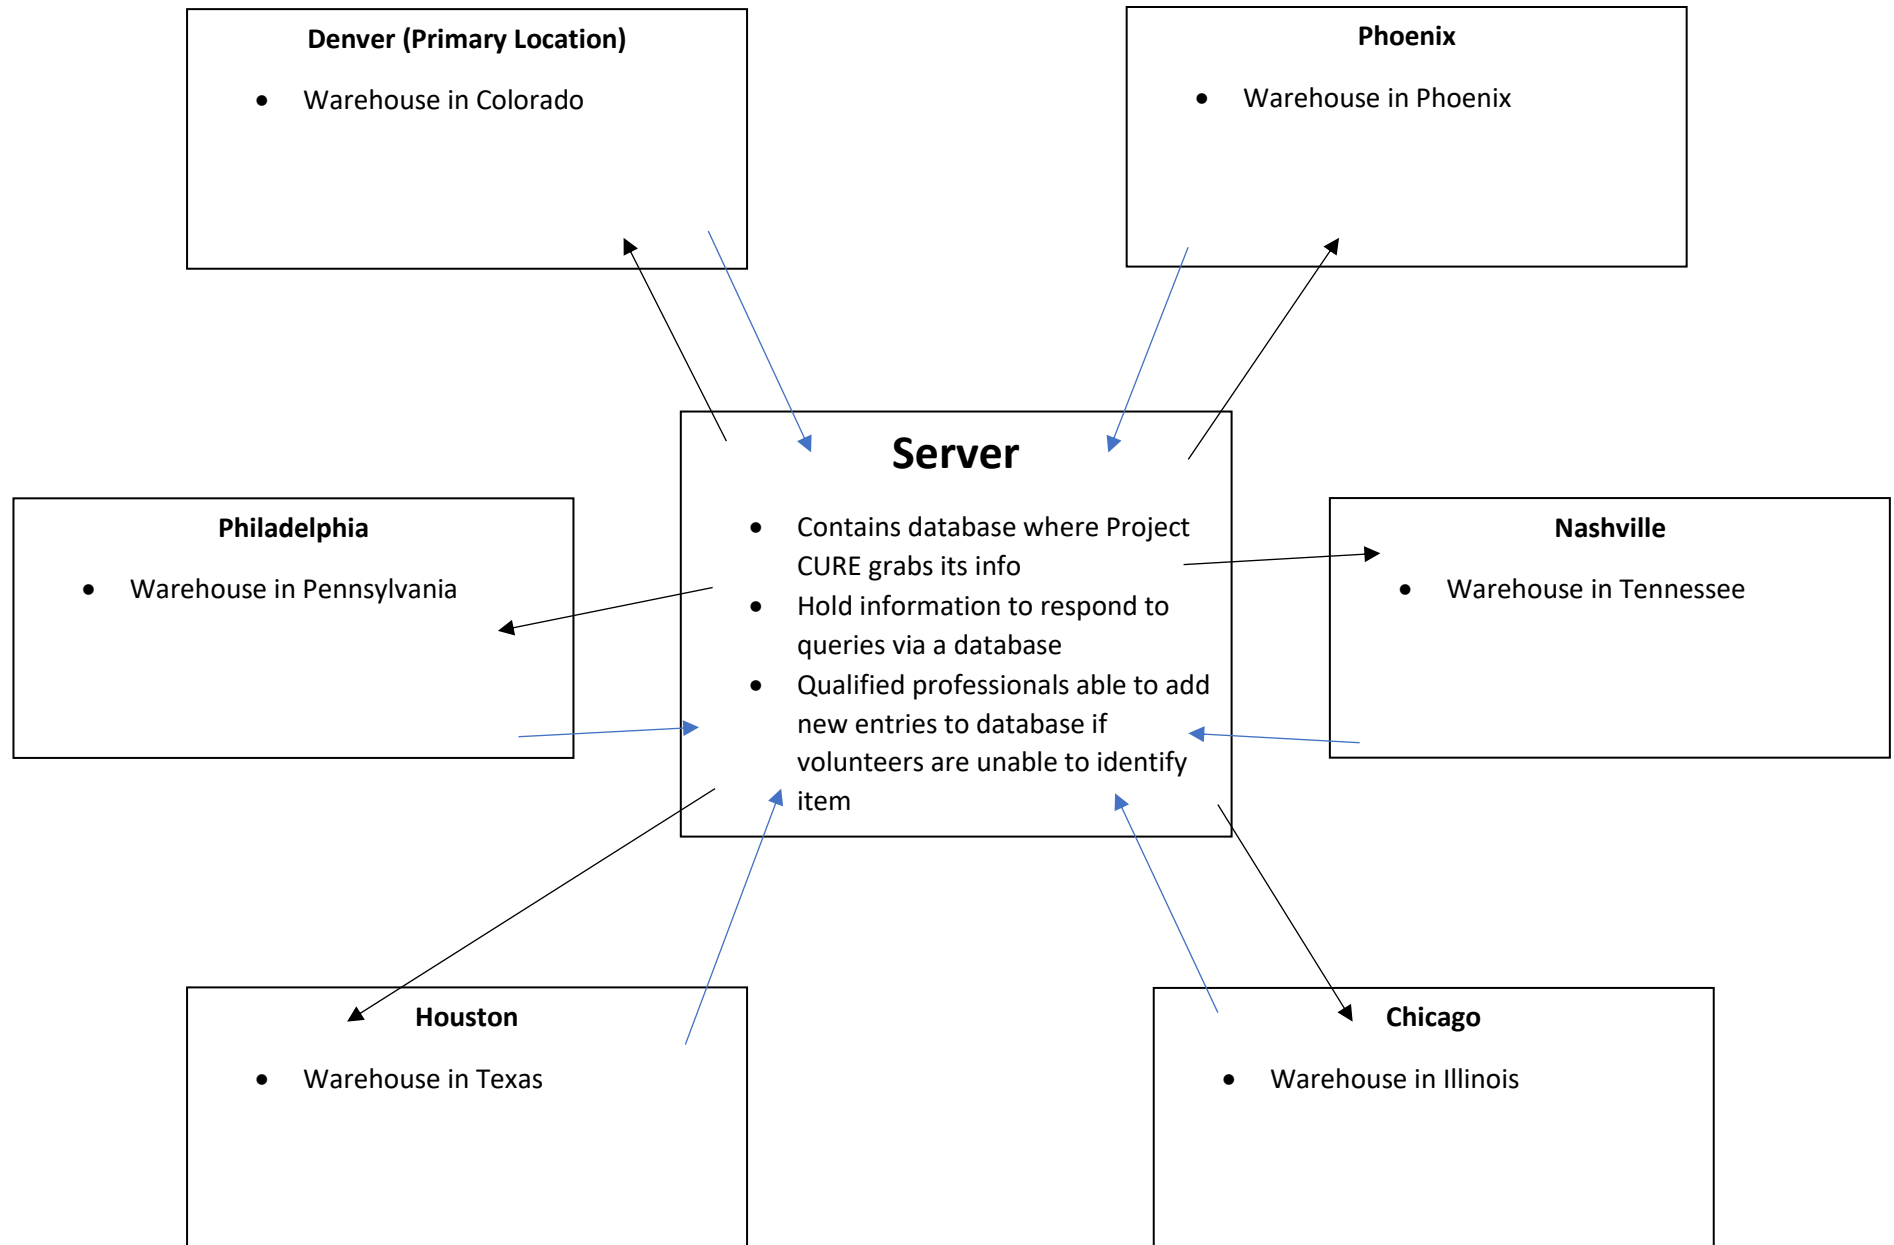 Denver (Primary Location)
• Warehouse in Colorado
Phoenix
• Warehouse in Phoenix
Server
• Contains database where Project
CURE grabs its info
• Hold information to respond to
queries via a database
• Qualified professionals able to add
new entries to database if
volunteers are unable to identify
item
Philadelphia
• Warehouse in Pennsylvania
Nashville
• Warehouse in Tennessee
Houston
• Warehouse in Texas
Chicago
• Warehouse in Illinois